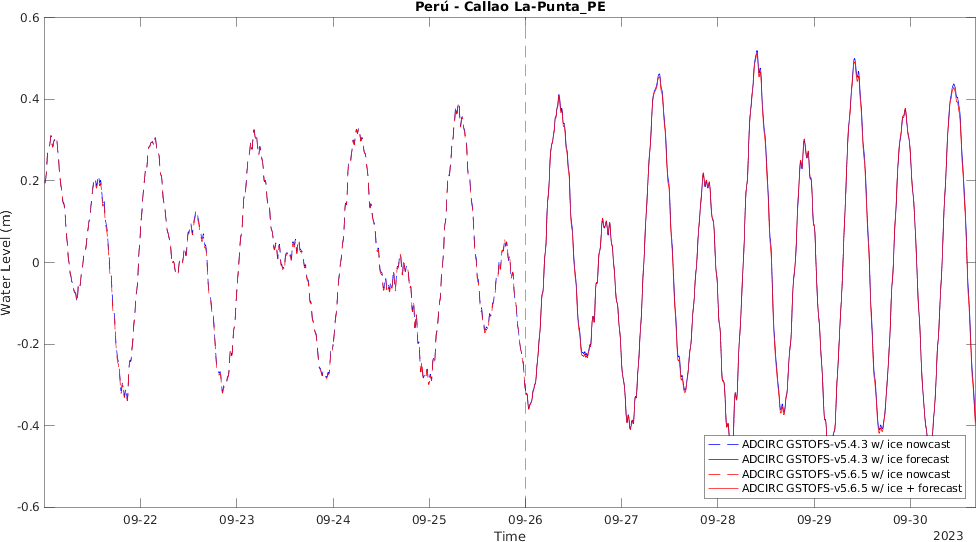 Perú - Callao La-Punta_PE
0.6
0.4
0.2
0
-0.2
-0.4
-0.6
Water Level (m)
ADCIRC GSTOFS-v5.4.3 w/ ice nowcast
ADCIRC GSTOFS-v5.4.3 w/ ice forecast
ADCIRC GSTOFS-v5.6.5 w/ ice nowcast
ADCIRC GSTOFS-v5.6.5 w/ ice + forecast
09-22 09-23 09-24 09-25 09-26 09-27 09-28 09-29 09-30
Time
2023